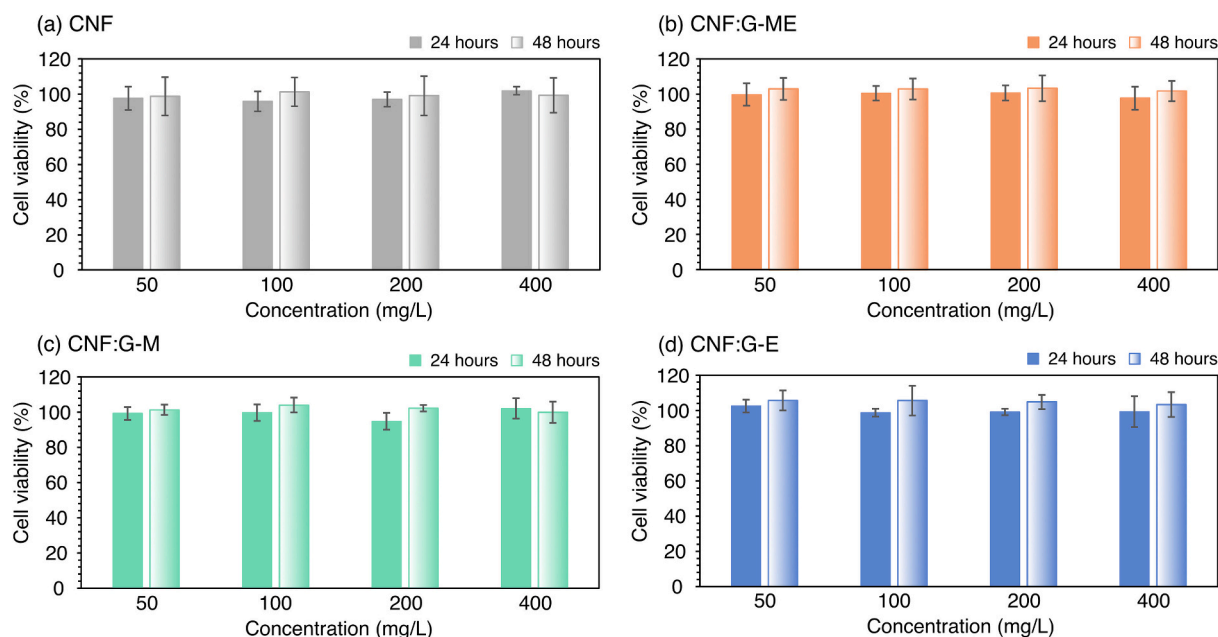 (a) CNF
24 hours 48 hours
Cell viability (%)
120
100
80
60
40
20
0
50 100 200 400
Concentration (mg/L)
(b) CNF:G-ME
24 hours 48 hours
Cell viability (%)
120
100
80
60
40
20
0
50 100 200 400
Concentration (mg/L)
(c) CNF:G-M
24 hours 48 hours
Cell viability (%)
120
100
80
60
40
20
0
50 100 200 400
Concentration (mg/L)
(d) CNF:G-E
24 hours 48 hours
Cell viability (%)
120
100
80
60
40
20
0
50 100 200 400
Concentration (mg/L)